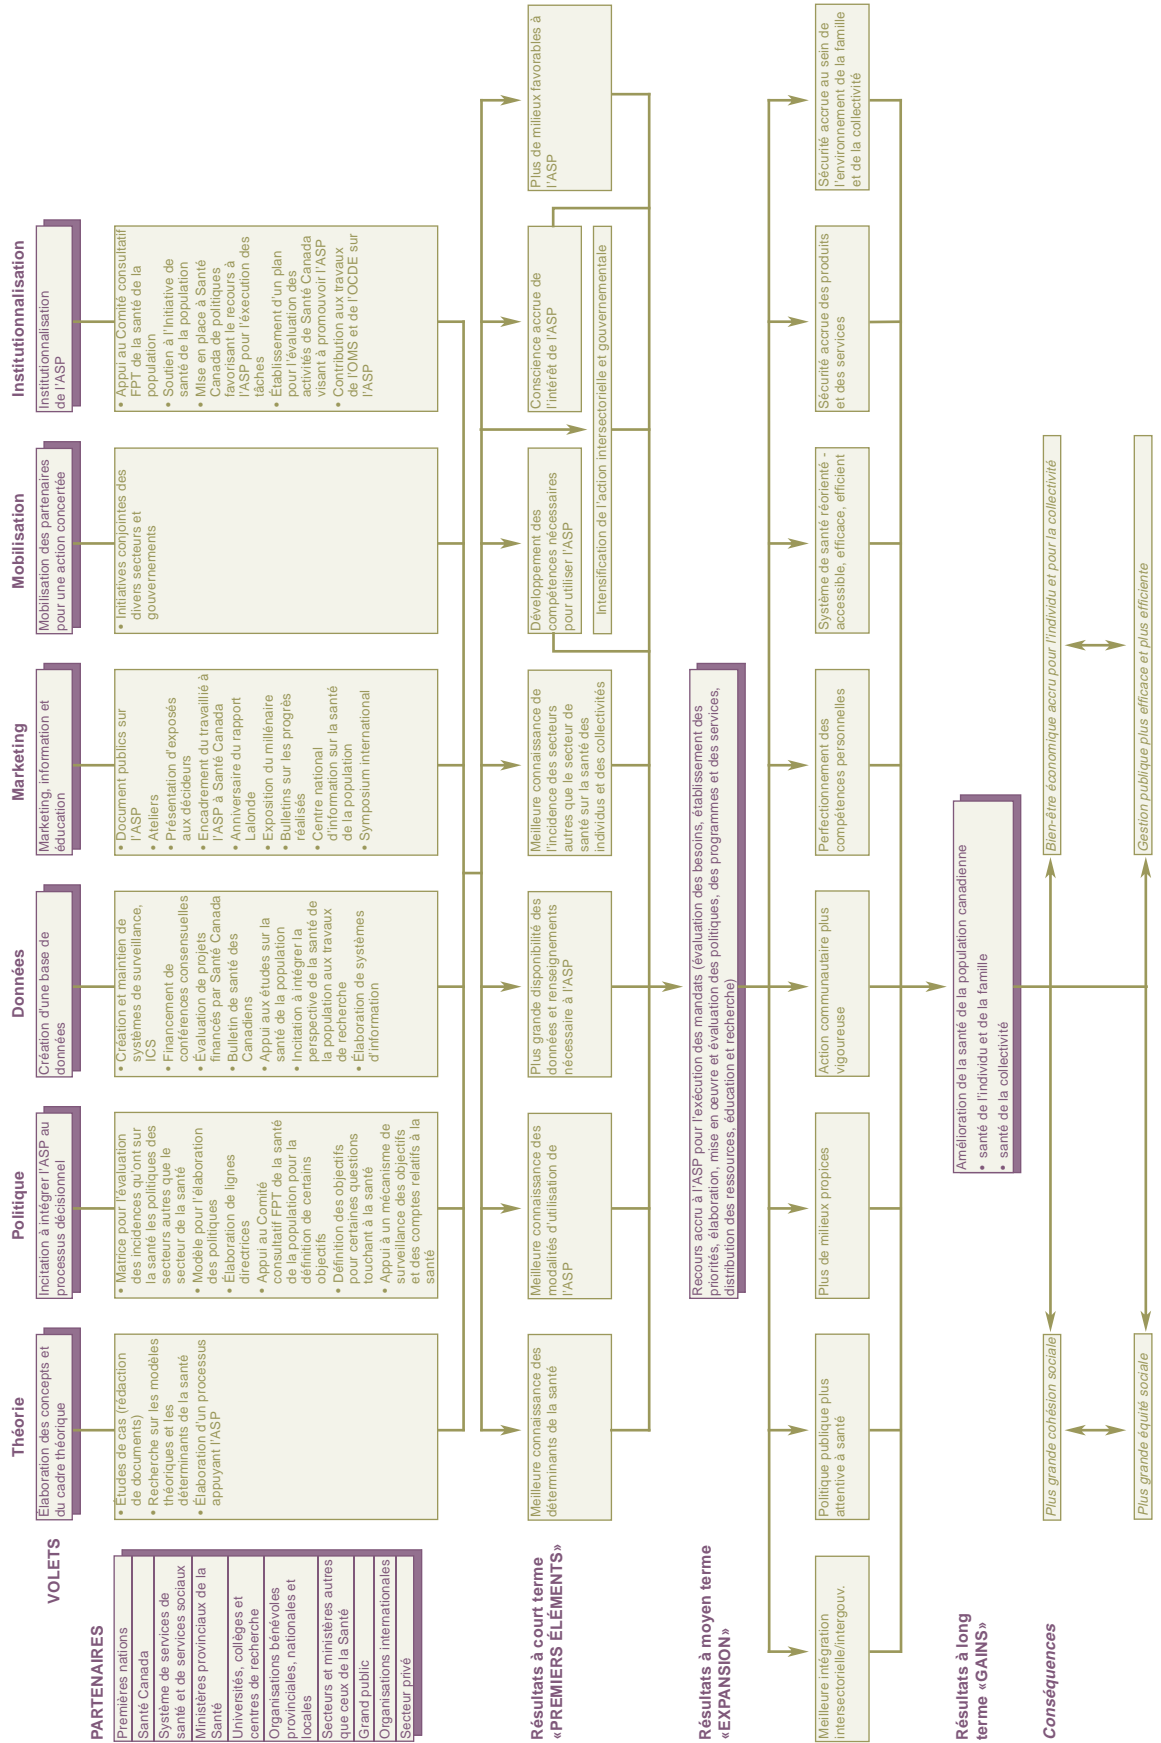 Théorie
Politique
Données
Marketing
Mobilisation
Institutionnalisation
VOLETS
Élaboration des concepts et
du cadre théorique
Incitation à intégrer l'ASP au
processus décisionnel
Création d'une base de
données
Marketing, information et
éducation
Mobilisation des partenaires
pour une action concertée
Institutionnalisation
de l'ASP
PARTENAIRES
Premières nations
Santé Canada
Système de services de
santé et de services sociaux
Ministères provinciaux de la
Santé
Universités, collèges et
centres de recherche
Organisations bénévoles
provinciales, nationales et
locales
Secteurs et ministères autres
que ceux de la Santé
Grand public
Organisations internationales
Secteur privé
• Études de cas (rédaction
de documents)
• Recherche sur les modèles
théoriques et les
déterminants de la santé
• Élaboration d'un processus
appuyant l'ASP
• Matrice pour l'évaluation
des incidences qu'ont sur
la santé les politiques des
secteurs autres que le
secteur de la santé
• Modèle pour l'élaboration
des politiques
• Élaboration de lignes
directrices
• Appui au Comité
consultatif FPT de la santé
de la population pour la
définition de certains
objectifs
• Définition des objectifs
pour certaines questions
touchant à la santé
• Appui à un mécanisme de
surveillance des objectifs
et des comptes relatifs à la
santé
• Création et maintien de
systèmes de surveillance,
ICS
• Financement de
conférences consensuelles
• Évaluation de projets
financés par Santé Canada
• Bulletin de santé des
Canadiens
• Appui aux études sur la
santé de la population
• Incitation à intégrer la
perspective de la santé de
la population aux travaux
de recherche
• Élaboration de systèmes
d'information
• Document publics sur
l'ASP
• Ateliers
• Présentation d'exposés
aux décideurs
• Encadrement du travaillié à
l'ASP à Santé Canada
• Anniversaire du rapport
Lalonde
• Exposition du millénaire
• Bulletins sur les progrès
réalisés
• Centre national
d'information sur la santé
de la population
• Symposium international
• Initiatives conjointes des
divers secteurs et
gouvernements
• Appui au Comité consultatif
FPT de la santé de la
population
• Soutien à l'Initiative de
santé de la population
• MIse en place à Santé
Canada de politiques
favorisant le recours à
l'ASP pour l'éxécution des
tâches
• Établissement d'un plan
pour l'évaluation des
activités de Santé Canada
visant à promouvoir l'ASP
• Contribution aux travaux
de l'OMS et de l'OCDE sur
l'ASP
Résultats à court terme
«PREMIERS ÉLÉMENTS»
Meilleure connaissance des
déterminants de la santé
Meilleure connaissance des
modalités d'utilisation de
l'ASP
Plus grande disponibilité des
données et renseignements
nécessaire à l'ASP
Meilleure connaissance de
l'incidence des secteurs
autres que le secteur de
santé sur la santé des
individus et des collectivités
Développement des
compétences nécessaires
pour utiliser l'ASP
Conscience accrue de
l'intérêt de l'ASP
Plus de milieux favorables à
l'ASP
Intensification de l'action intersectorielle et gouvernementale
Résultats à moyen terme
«EXPANSION»
Recours accru à l'ASP pour l'exécution des mandats (évaluation des besoins, établissement des
priorités, élaboration, mise en œuvre et évaluation des politiques, des programmes et des services,
distribution des ressources, éducation et recherche)
Meilleure intégration
intersectorielle/intergouv.
Politique publique plus
attentive à santé
Plus de milieux propices
Action communautaire plus
vigoureuse
Perfectionnement des
compétences personnelles
Système de santé réorienté -
accessible, efficace, efficient
Sécurité accrue des produits
et des services
Sécurité accrue au sein de
l'environnement de la famille
et de la collectivité
Résultats à long
terme «GAINS»
Amélioration de la santé de la population canadienne
• santé de l'individu et de la famille
• santé de la collectivité
Conséquences
Plus grande cohésion sociale
Bien-être économique accru pour l'individu et pour la collectivité
Plus grande équité sociale
Gestion publique plus efficace et plus efficiente